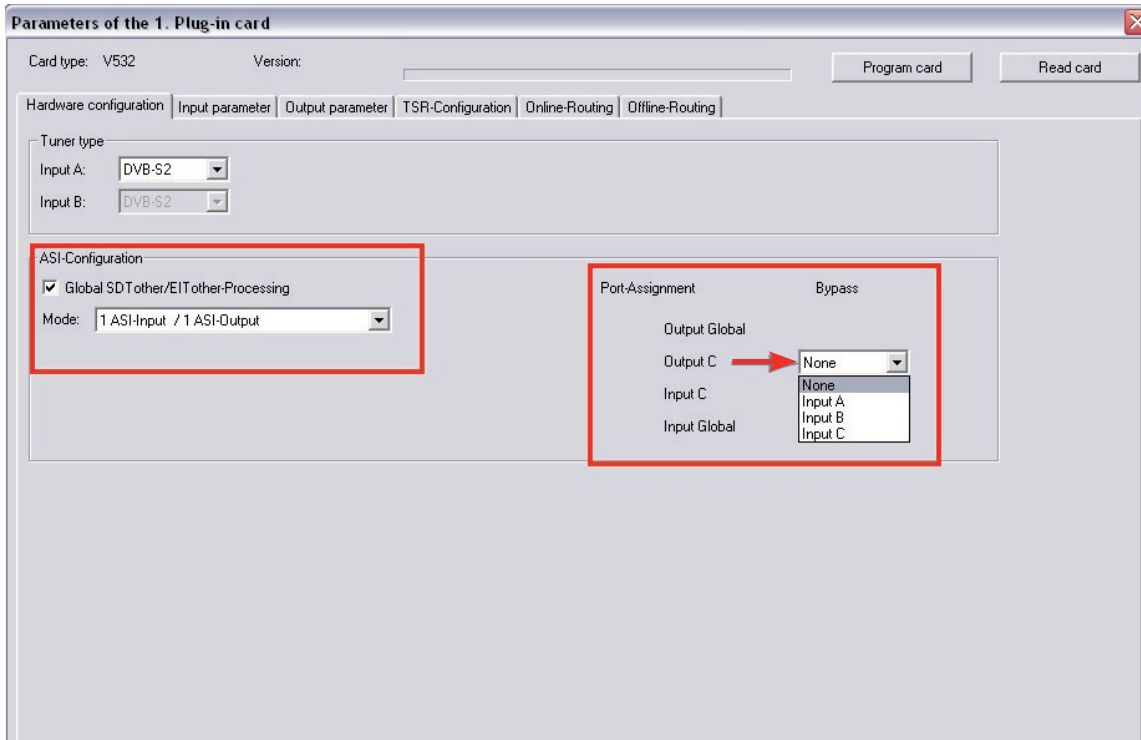 Parameters of the 1. Plug-in card
Card type: V532 Version: Program card Read card
Hardware configuration Input parameter Output parameter TSR-Configuration Online-Routing Offline-Routing
Tuner type
Input A: DVB-S2
Input B: DVB-S2
ASI-Configuration
Global SDTother/EITother-Processing
Mode: 1 ASI-Input / 1 ASI-Output
Port-Assignment Bypass
Output Global
Output C None
None
Input A
Input B
Input C
Input C
Input Global